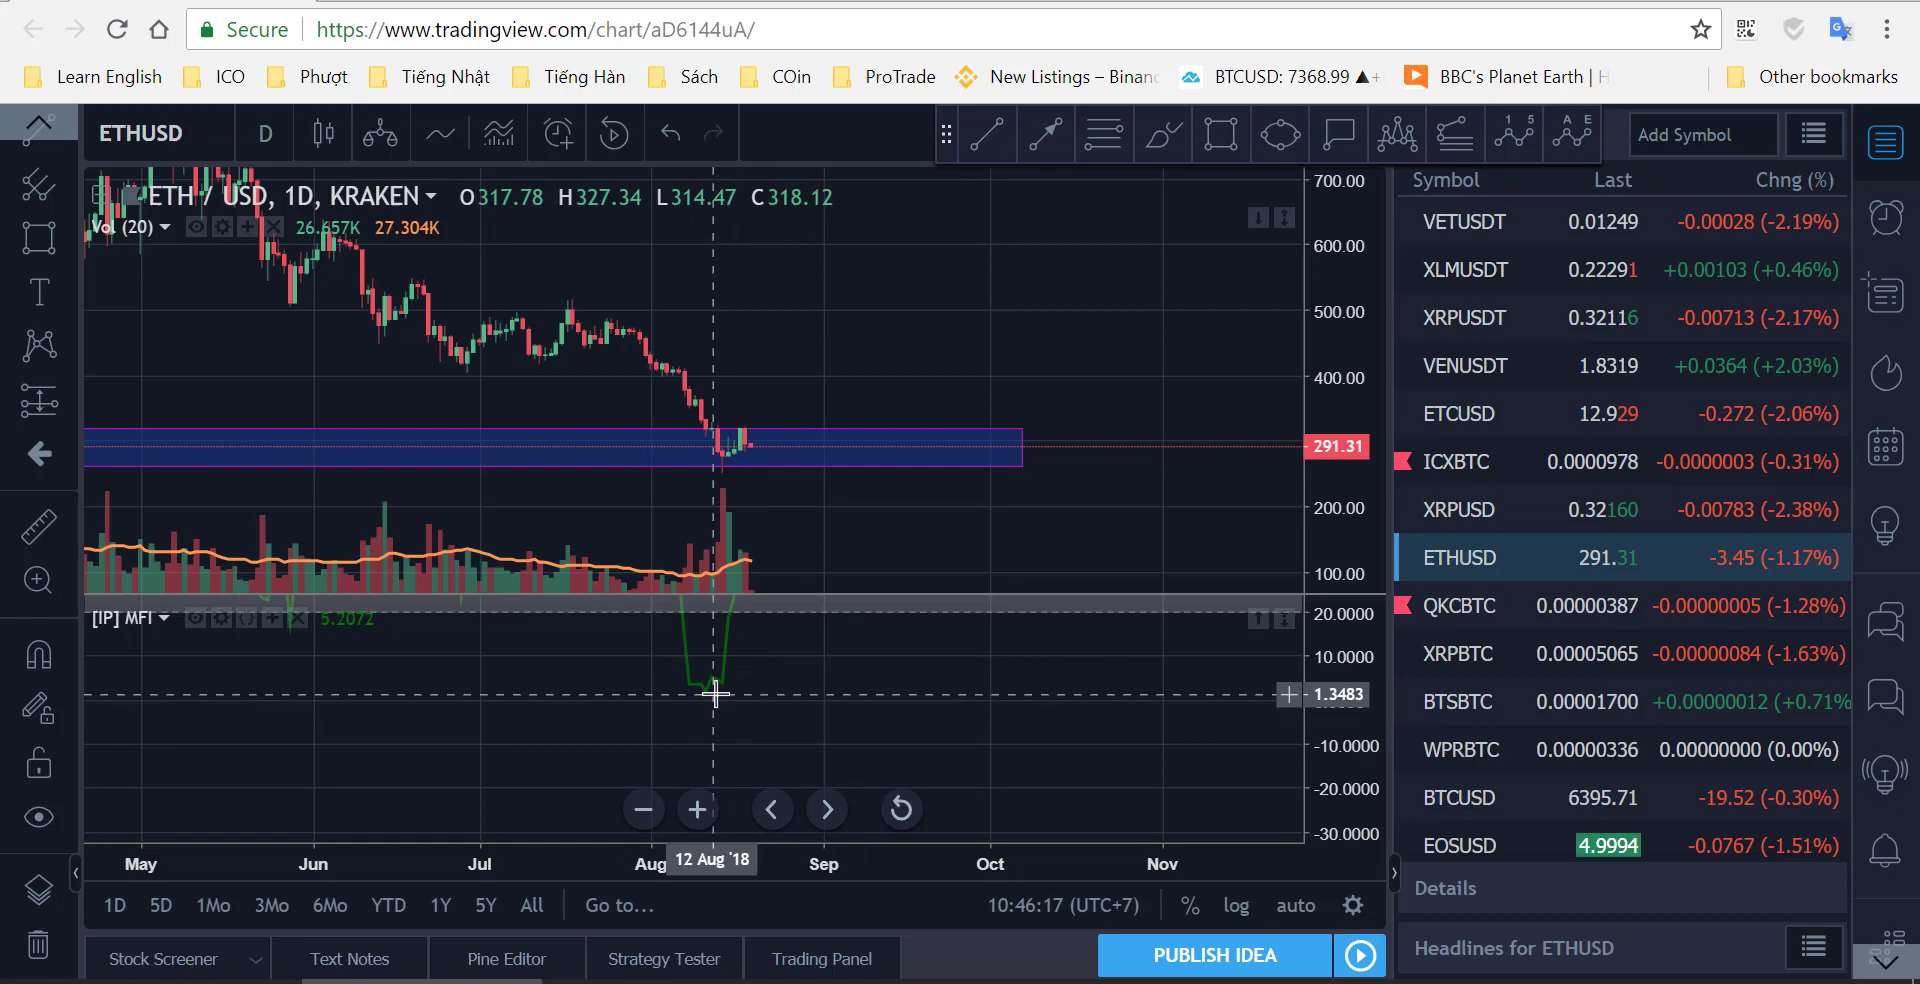 Secure https://www.tradingview.com/chart/aD6144uA/
Learn English ICO Phượt Tiếng Nhật Tiếng Hàn Sách COin ProTrade New Listings – Binan BTCUSD: 7368.99 ▲+ BBC's Planet Earth | Other bookmarks
ETHUSD D
1 5 A E
Add Symbol
ETH / USD, 1D, KRAKEN O317.78 H327.34 L314.47 C318.12
Vol (20) 26.657K 27.304K
700.00
600.00
500.00
400.00
291.31
200.00
100.00
[IP] MFI 5.2072
20.0000
10.0000
1.3483
-10.0000
-20.0000
-30.0000
May Jun Jul Aug 12 Aug '18 Sep Oct Nov
1D 5D 1Mo 3Mo 6Mo YTD 1Y 5Y All Go to... 10:46:17 (UTC+7) % log auto
Stock Screener Text Notes Pine Editor Strategy Tester Trading Panel PUBLISH IDEA
Symbol Last Chng (%)
VETUSDT 0.01249 -0.00028 (-2.19%)
XLMUSDT 0.22291 +0.00103 (+0.46%)
XRPUSDT 0.32116 -0.00713 (-2.17%)
VENUSDT 1.8319 +0.0364 (+2.03%)
ETCUSD 12.929 -0.272 (-2.06%)
ICXBTC 0.0000978 -0.0000003 (-0.31%)
XRPUSD 0.32160 -0.00783 (-2.38%)
ETHUSD 291.31 -3.45 (-1.17%)
QKCBTC 0.00000387 -0.00000005 (-1.28%)
XRPBTC 0.00005065 -0.00000084 (-1.63%)
BTSBTC 0.00001700 +0.00000012 (+0.71%
WPRBTC 0.00000336 0.00000000 (0.00%)
BTCUSD 6395.71 -19.52 (-0.30%)
EOSUSD 4.9994 -0.0767 (-1.51%)
Details
Headlines for ETHUSD